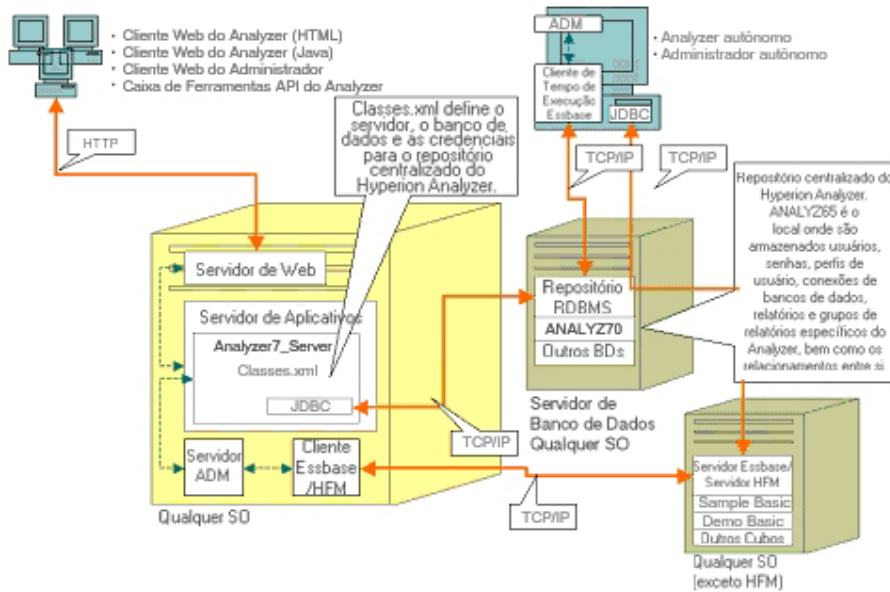 · Cliente Web do Analyzer (HTML)
· Cliente Web do Analyzer (Java)
· Cliente Web do Administrador
· Caixa de Ferramentas API do Analyzer
ADM
Cliente de
Tempo de
Execução
Essbase
JDBC
· Analyzer autônomo
· Administrador autônomo
HTTP
Classes.xml define o
servidor, o banco de
dados e as credenciais
para o repositório
centralizado do
Hyperion Analyzer.
TCP/IP
TCP/IP
Repositório centralizado do
Hyperion Analyzer.
ANALYZ65 é o
local onde são
armazenados usuários,
senhas, perfis de
usuário, conexões de
bancos de dados,
relatórios e grupos de
relatórios específicos do
Analyzer, bem como os
relacionamentos entre si
Servidor de Web
Servidor de Aplicativos
Analyzer7_Server
Classes.xml
JDBC
Servidor
ADM
Cliente
Essbase
/HFM
Qualquer SO
Repositório
RDBMS
ANALYZ70
Outros BDs
Servidor de
Banco de Dados
Qualquer SO
TCP/IP
TCP/IP
Servidor Essbase/
Servidor HFM
Sample Basic
Demo Basic
Outros Cubos
Qualquer SO
(exceto HFM)